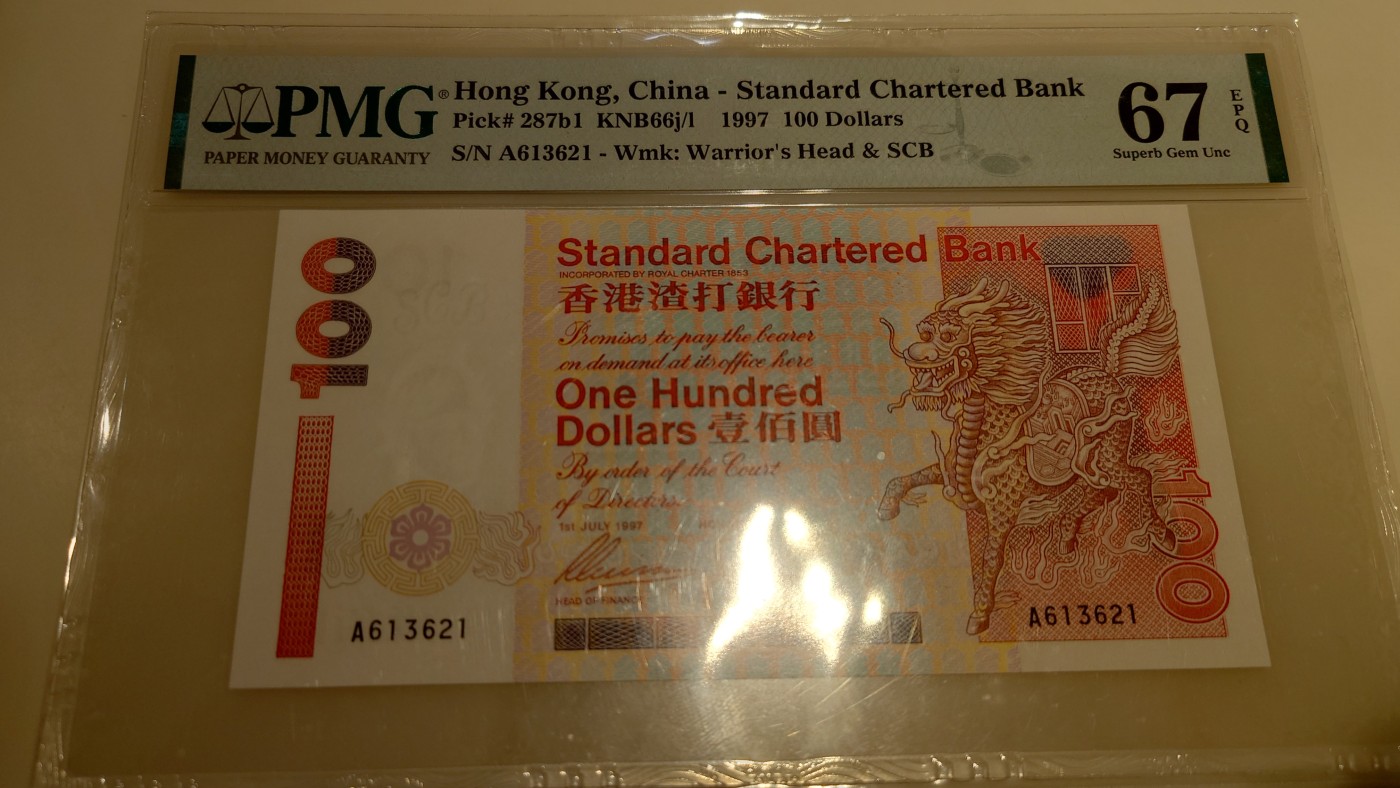 PMG®
PAPER MONEY GUARANTY
Hong Kong, China - Standard Chartered Bank
Pick# 287b1 KNB66j/l 1997 100 Dollars
S/N A613621 - Wmk: Warrior's Head & SCB
67
EPQ
Superb Gem Unc
100
Standard Chartered Bank
INCORPORATED BY ROYAL CHARTER 1853
香港渣打銀行
Promises to pay the bearer
on demand at its office here
One Hundred
Dollars 壹佰圓
By order of the Court
of Directors
1st JULY 1997
HEAD OF FINANCE
A613621
A613621
100